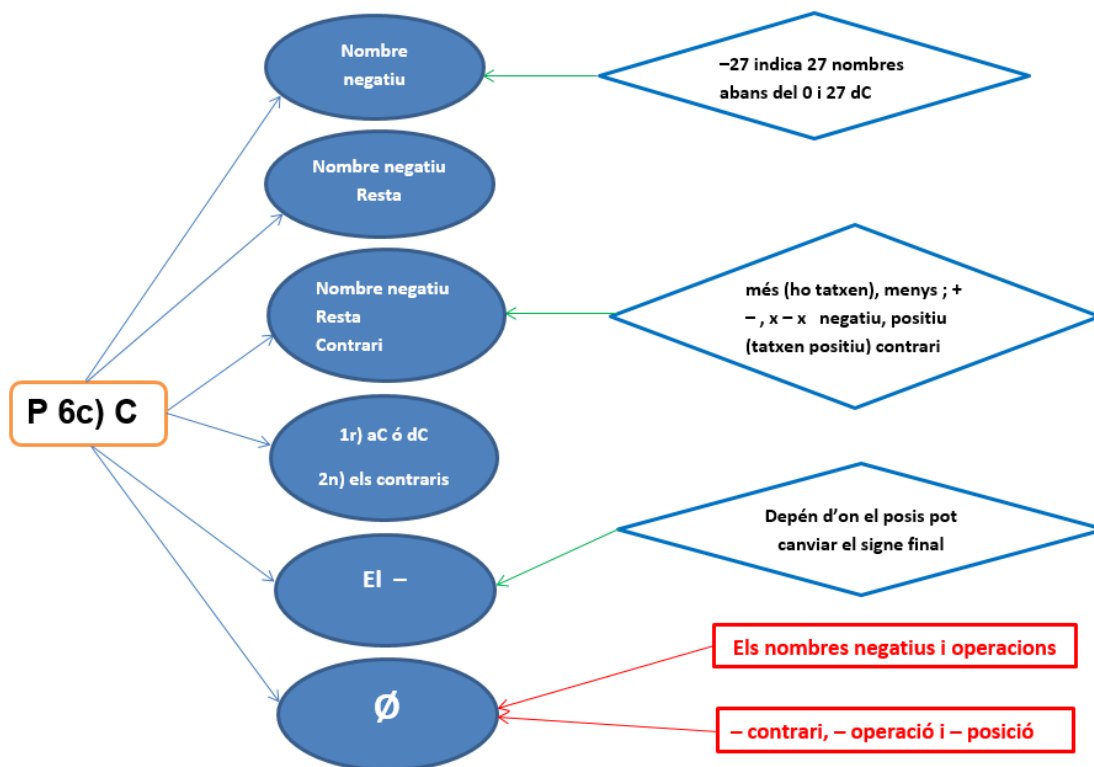 Nombre
negatiu
–27 indica 27 nombres
abans del 0 i 27 dC
Nombre negatiu
Resta
Nombre negatiu
Resta
Contrari
més (ho tatxen), menys ; +
– , x – x negatiu, positiu
(tatxen positiu) contrari
P 6c) C
1r) aC ó dC
2n) els contraris
Depén d’on el posis pot
canviar el signe final
El –
Els nombres negatius i operacions
Ø
– contrari, – operació i – posició